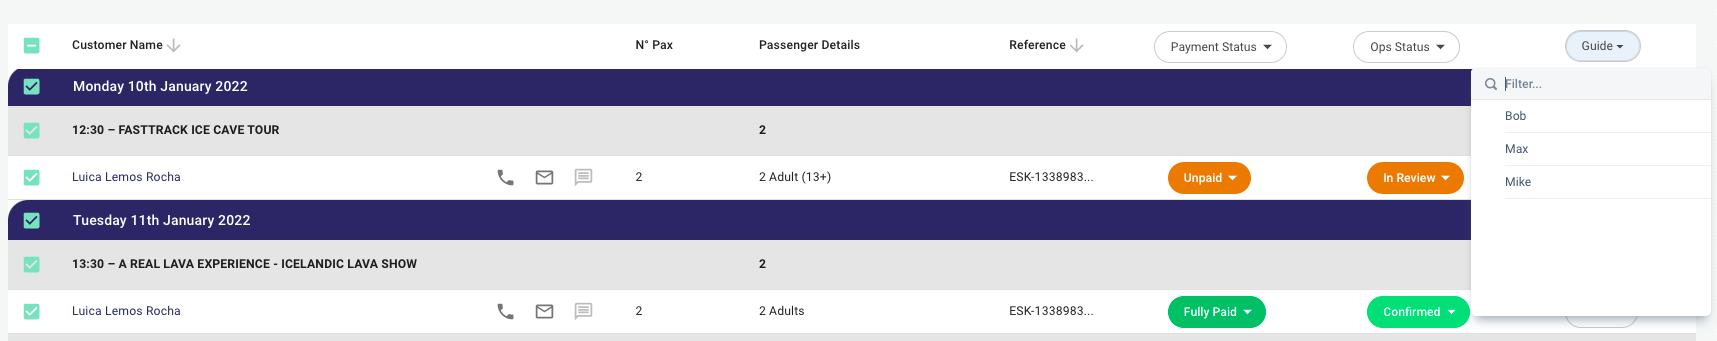 Customer Name N° Pax Passenger Details Reference Payment Status Ops Status Guide
Monday 10th January 2022
Filter...
Bob
12:30 – FASTTRACK ICE CAVE TOUR 2
Max
Luica Lemos Rocha 2 2 Adult (13+) ESK-1338983... Unpaid In Review
Mike
Tuesday 11th January 2022
13:30 – A REAL LAVA EXPERIENCE - ICELANDIC LAVA SHOW 2
Luica Lemos Rocha 2 2 Adults ESK-1338983... Fully Paid Confirmed